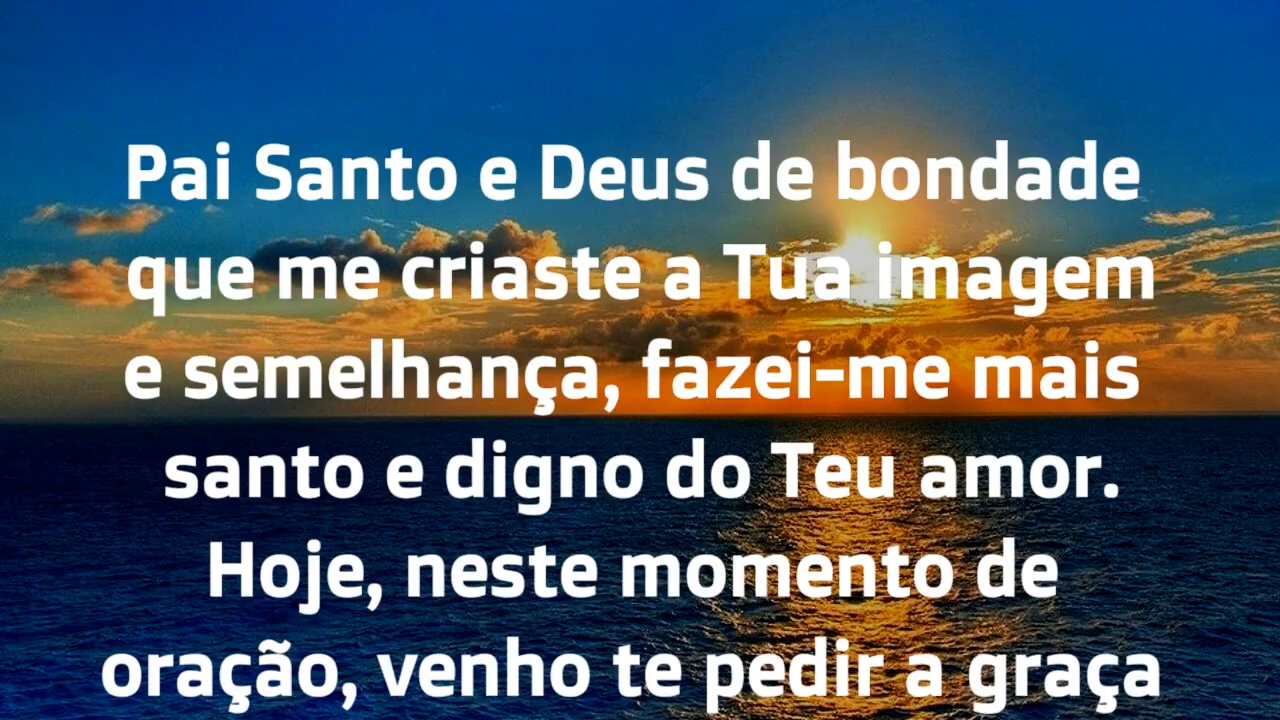 Pai Santo e Deus de bondade
que me criaste a Tua imagem
e semelhança, fazei-me mais
santo e digno do Teu amor.
Hoje, neste momento de
oração, venho te pedir a graça